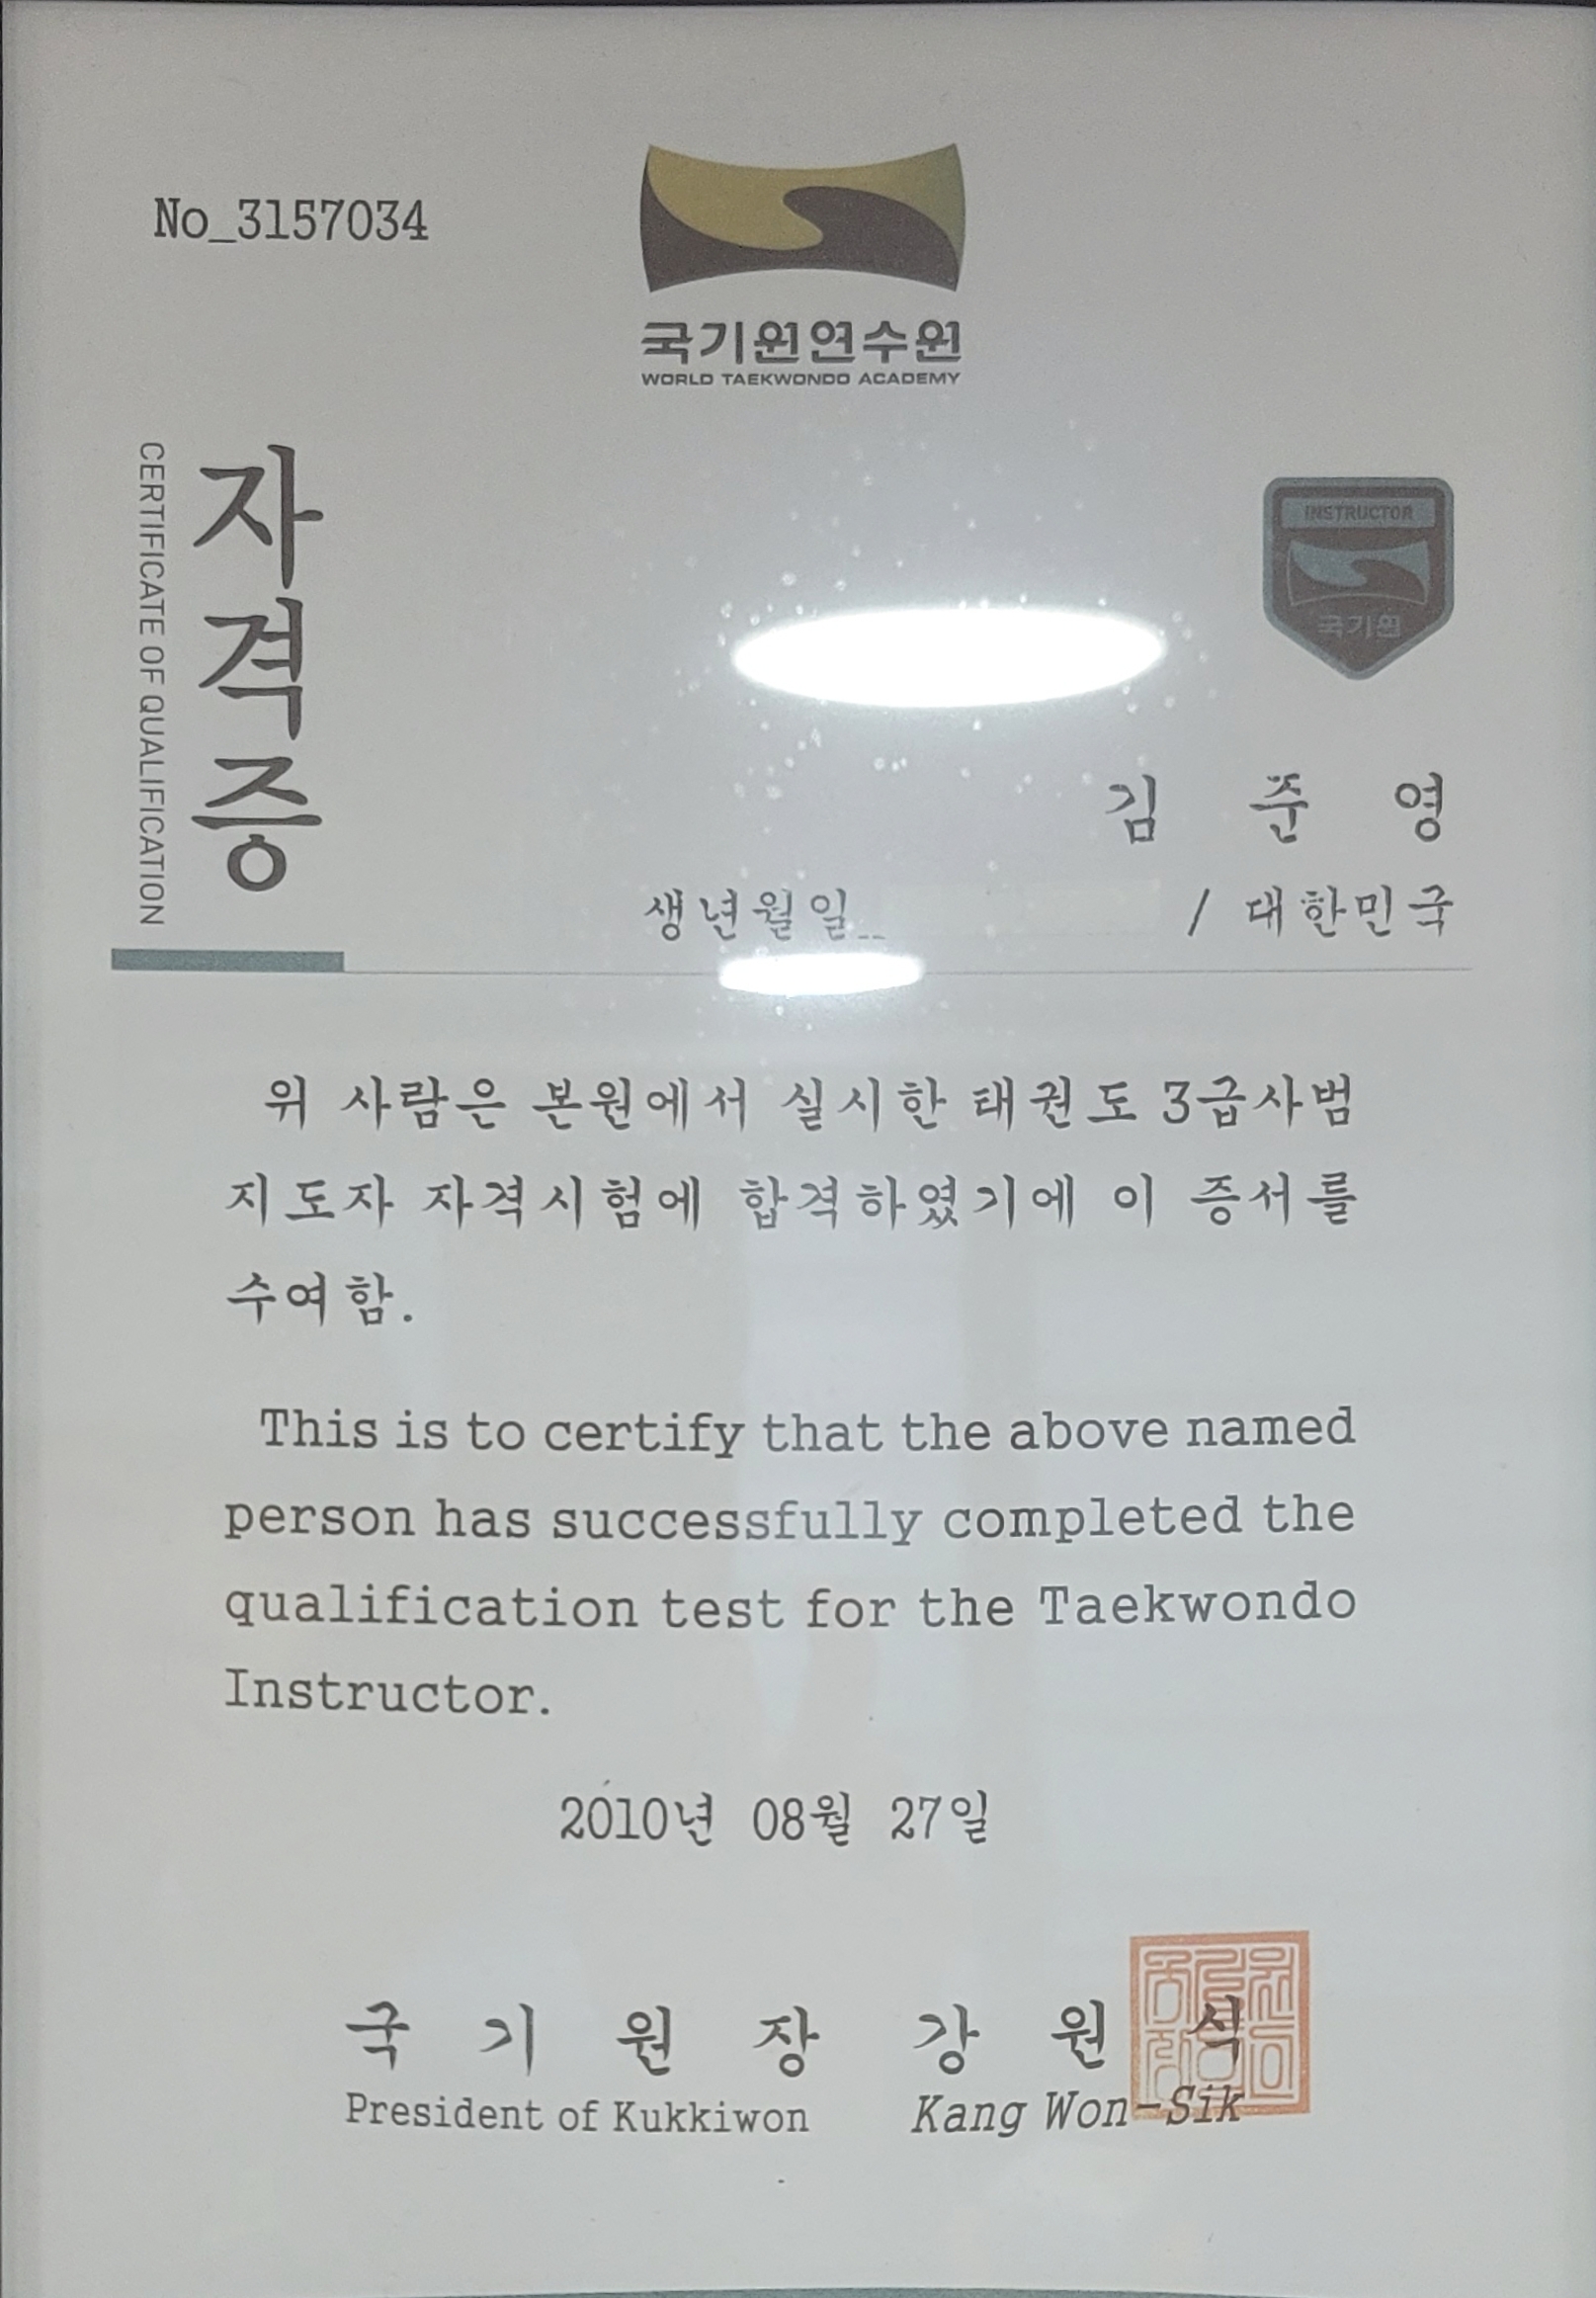 No_3157034
국기원연수원
WORLD TAEKWONDO ACADEMY
자격증
CERTIFICATE OF QUALIFICATION
INSTRUCTOR
국기원
김 준 영
생년월일_ / 대한민국
위 사람은 본원에서 실시한 태권도 3급사범
지도자 자격시험에 합격하였기에 이 증서를
수여함.
This is to certify that the above named
person has successfully completed the
qualification test for the Taekwondo
Instructor.
2010년 08월 27일
국 기 원 장 강 원 석
President of Kukkiwon Kang Won-Sik